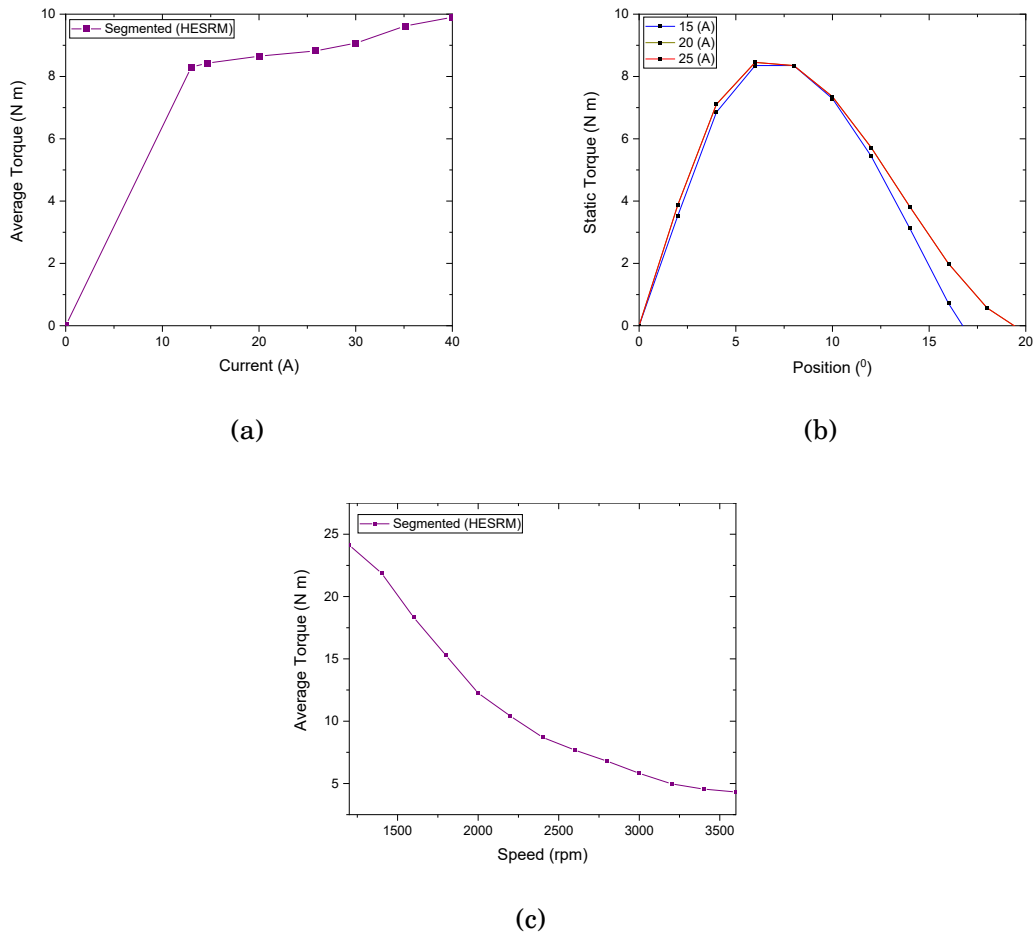 Segmented (HESRM)
Average Torque (N m)
10
8
6
4
2
0
0 10 20 30 40
Current (A)
(a)
15 (A)
20 (A)
25 (A)
Static Torque (N m)
10
8
6
4
2
0
0 5 10 15 20
Position (⁰)
(b)
Segmented (HESRM)
Average Torque (N m)
25
20
15
10
5
1500 2000 2500 3000 3500
Speed (rpm)
(c)